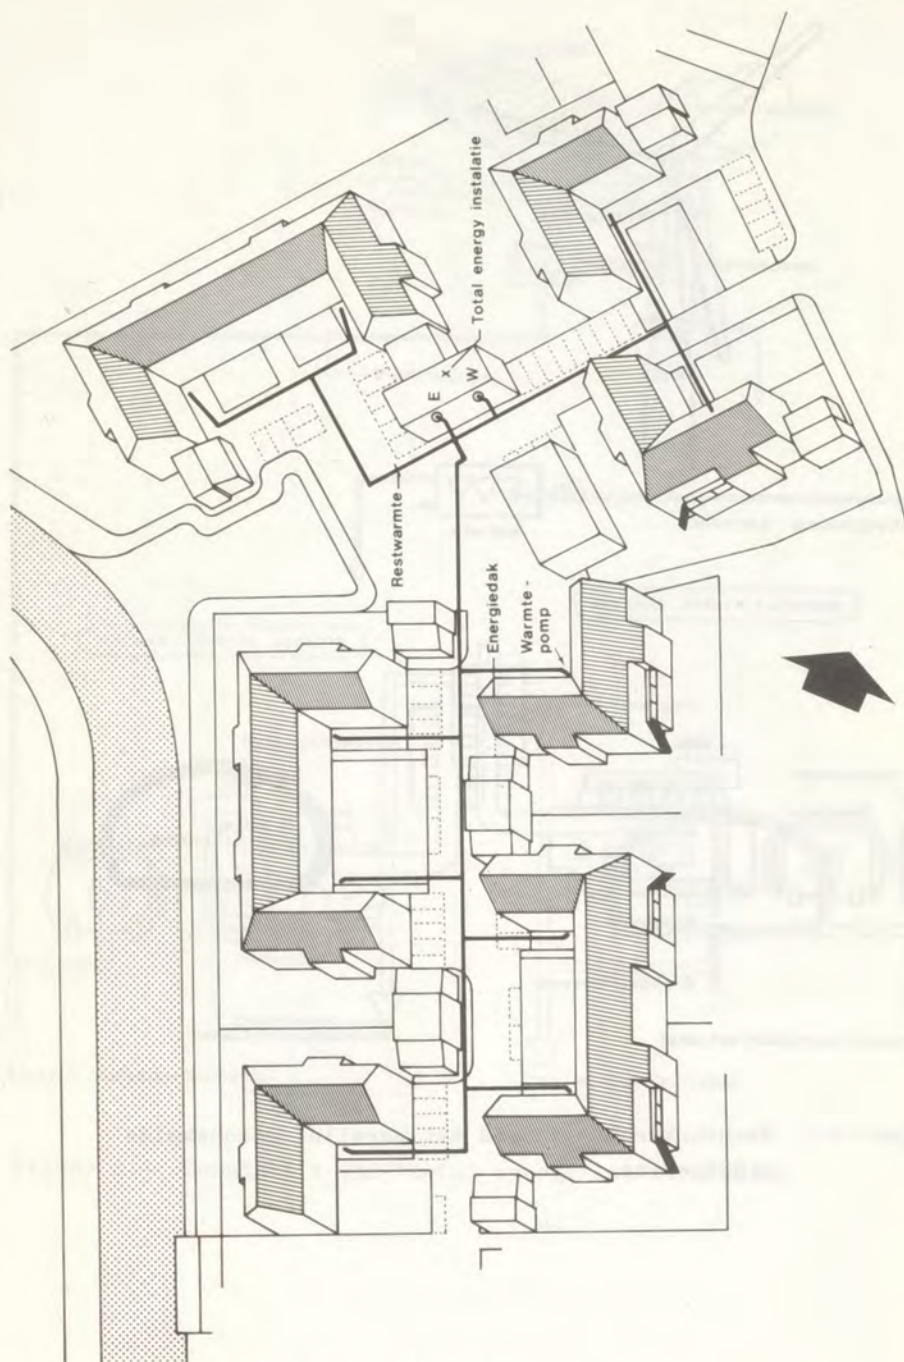 Total energy instalatie
E x
W
Restwarmte
Energiedak
Warmte-
pomp